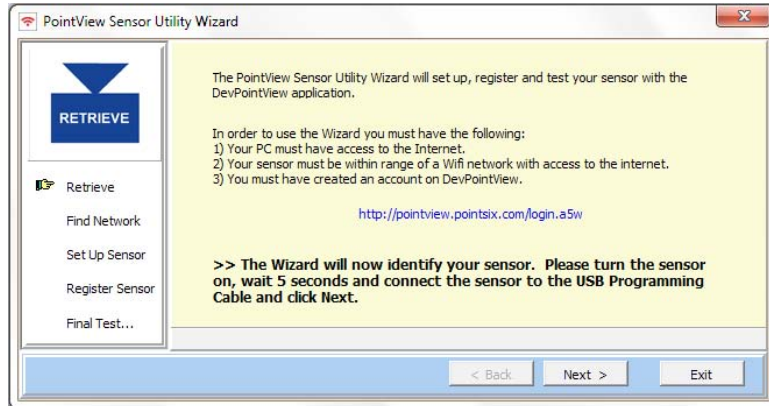 PointView Sensor Utility Wizard
RETRIEVE
Retrieve
Find Network
Set Up Sensor
Register Sensor
Final Test...
The PointView Sensor Utility Wizard will set up, register and test your sensor with the
DevPointView application.
In order to use the Wizard you must have the following:
1) Your PC must have access to the Internet.
2) Your sensor must be within range of a Wifi network with access to the internet.
3) You must have created an account on DevPointView.
http://pointview.pointsix.com/login.a5w
>> The Wizard will now identify your sensor. Please turn the sensor
on, wait 5 seconds and connect the sensor to the USB Programming
Cable and click Next.
< Back
Next >
Exit